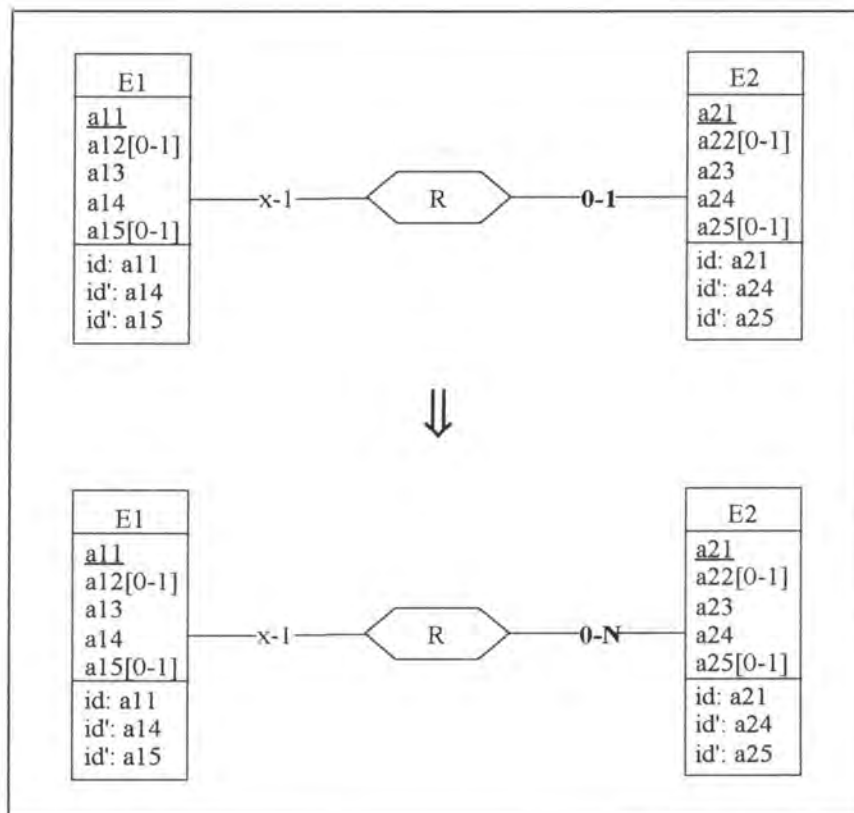 E1
a11
a12[0-1]
a13
a14
a15[0-1]
id: a11
id': a14
id': a15
x-1
R
0-1
E2
a21
a22[0-1]
a23
a24
a25[0-1]
id: a21
id': a24
id': a25
⇓
E1
a11
a12[0-1]
a13
a14
a15[0-1]
id: a11
id': a14
id': a15
x-1
R
0-N
E2
a21
a22[0-1]
a23
a24
a25[0-1]
id: a21
id': a24
id': a25